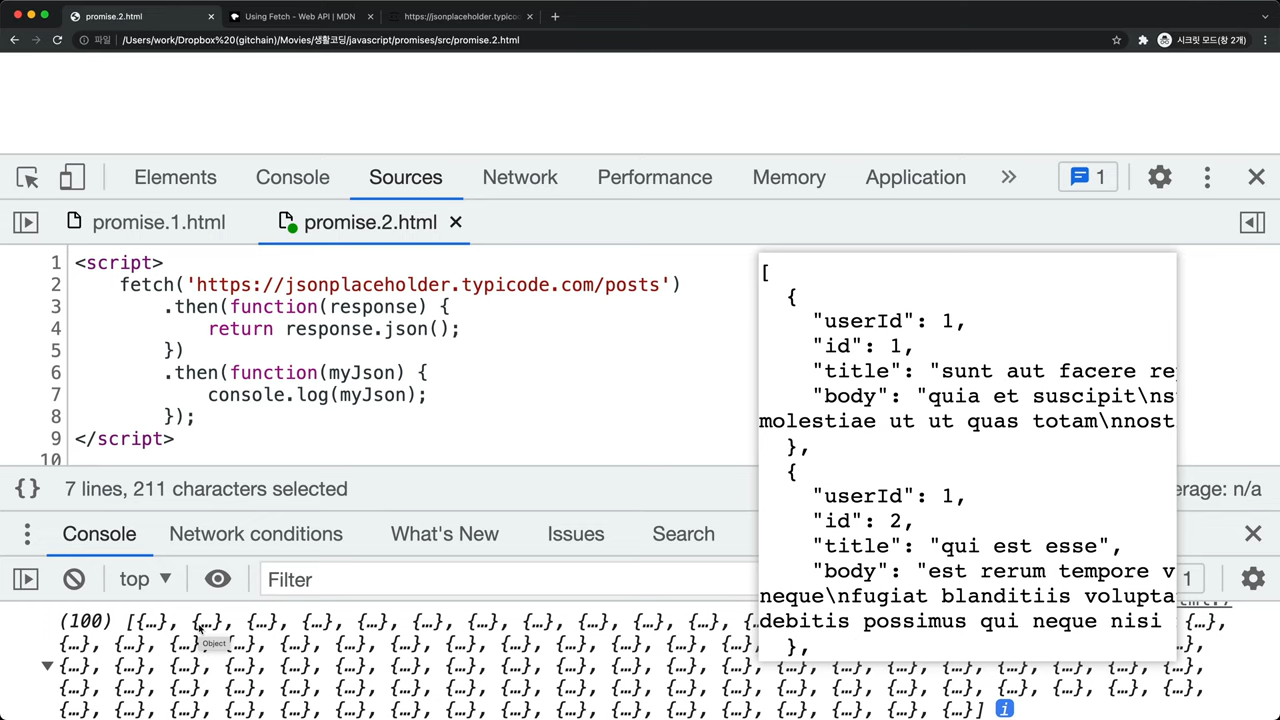 promise.2.html
Using Fetch - Web API | MDN
https://jsonplaceholder.typico
파일 /Users/work/Dropbox%20(gitchain)/Movies/생활코딩/javascript/promises/src/promise.2.html
시크릿 모드(창 2개)
Elements Console Sources Network Performance Memory Application » 1
promise.1.html promise.2.html
1 <script>
2 fetch('https://jsonplaceholder.typicode.com/posts')
3 .then(function(response) {
4 return response.json();
5 })
6 .then(function(myJson) {
7 console.log(myJson);
8 });
9 </script>
10
[
{
"userId": 1,
"id": 1,
"title": "sunt aut facere re
"body": "quia et suscipit\ns
molestiae ut ut quas totam\nnost
},
{
"userId": 1,
"id": 2,
"title": "qui est esse",
"body": "est rerum tempore v
neque\nfugiat blanditiis volupta
debitis possimus qui neque nisi
},
{} 7 lines, 211 characters selected
erage: n/a
Console Network conditions What's New Issues Search
top ▼ Filter
1
(100) [{…}, {…}, {…}, {…}, {…}, {…}, {…}, {…}, {…}, {…}, {…}, {…},
{…},
{…}, {…}, {…}, {…}, {…}, {…}, {…}, {…}, {…}, {…}, {…}, {…}, {…},
{…},
Object
{…}, {…}, {…}, {…}, {…}, {…}, {…}, {…}, {…}, {…}, {…}, {…}, {…}, {…}, {…}, {…}, {…}, {…}, {…}, {…}, {…},
{…}, {…}, {…}, {…}, {…}, {…}, {…}, {…}, {…}, {…}, {…}, {…}, {…}, {…}, {…}, {…}, {…}, {…}, {…}, {…}, {…},
{…}, {…}, {…}, {…}, {…}, {…}, {…}, {…}, {…}, {…}, {…}, {…}, {…}, {…}, {…}, {…}, {…}] i